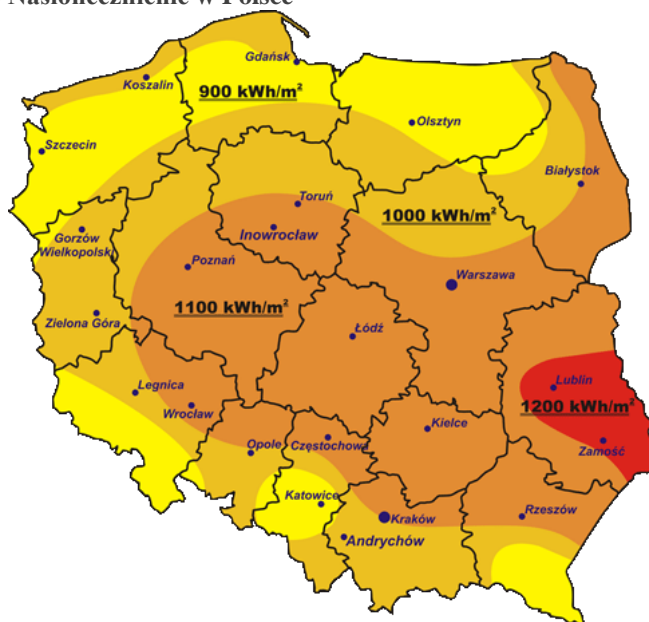 Nasłonecznienie w Polsce
Gdańsk
Koszalin
900 kWh/m²
Olsztyn
Szczecin
Białystok
Toruń
1000 kWh/m²
Gorzów
Wielkopolsk
Inowrocław
Poznań
Warszawa
1100 kWh/m²
Zielona Góra
Łódź
Legnica
Lublin
Wrocław
1200 kWh/m²
Kielce
Opole
Częstochowa
Zamość
Katowice
Kraków
Rzeszów
Andrychów